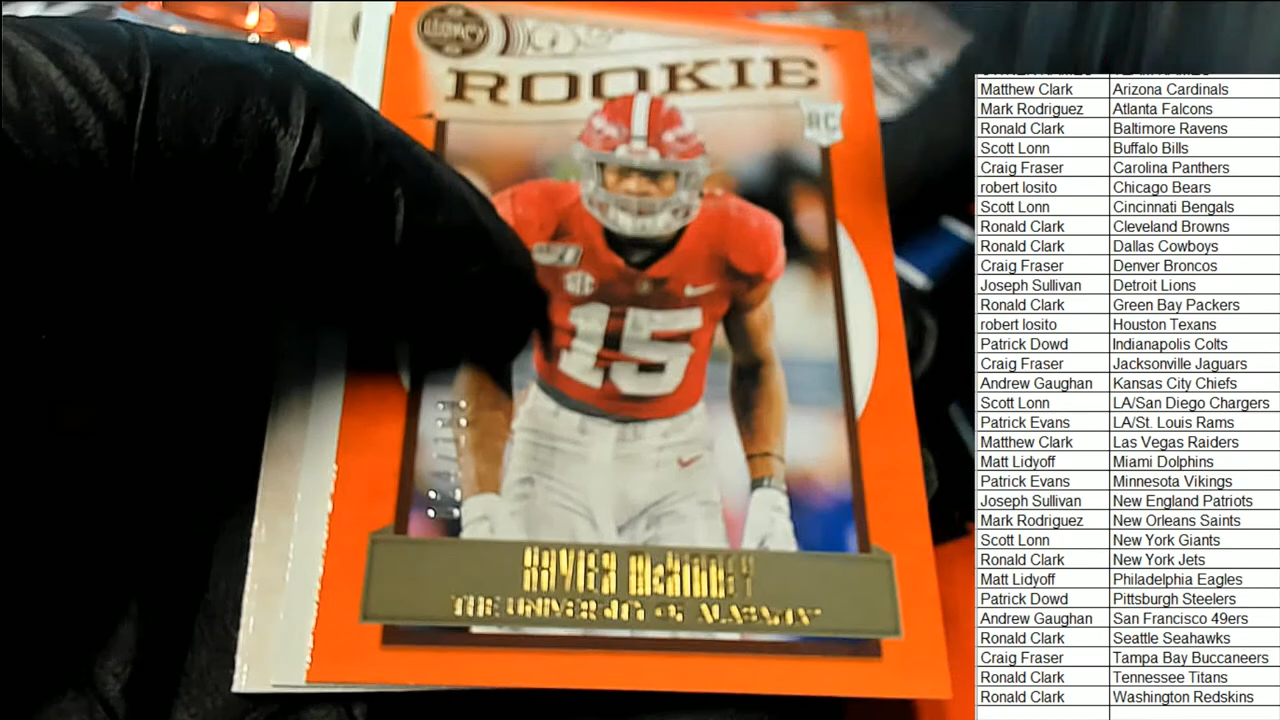 LEGACY
ROOKIE
RC
15
XAVIER McKINNEY
THE UNIVERSITY OF ALABAMA
Matthew Clark Arizona Cardinals
Mark Rodriguez Atlanta Falcons
Ronald Clark Baltimore Ravens
Scott Lonn Buffalo Bills
Craig Fraser Carolina Panthers
robert losito Chicago Bears
Scott Lonn Cincinnati Bengals
Ronald Clark Cleveland Browns
Ronald Clark Dallas Cowboys
Craig Fraser Denver Broncos
Joseph Sullivan Detroit Lions
Ronald Clark Green Bay Packers
robert losito Houston Texans
Patrick Dowd Indianapolis Colts
Craig Fraser Jacksonville Jaguars
Andrew Gaughan Kansas City Chiefs
Scott Lonn LA/San Diego Chargers
Patrick Evans LA/St. Louis Rams
Matthew Clark Las Vegas Raiders
Matt Lidyoff Miami Dolphins
Patrick Evans Minnesota Vikings
Joseph Sullivan New England Patriots
Mark Rodriguez New Orleans Saints
Scott Lonn New York Giants
Ronald Clark New York Jets
Matt Lidyoff Philadelphia Eagles
Patrick Dowd Pittsburgh Steelers
Andrew Gaughan San Francisco 49ers
Ronald Clark Seattle Seahawks
Craig Fraser Tampa Bay Buccaneers
Ronald Clark Tennessee Titans
Ronald Clark Washington Redskins